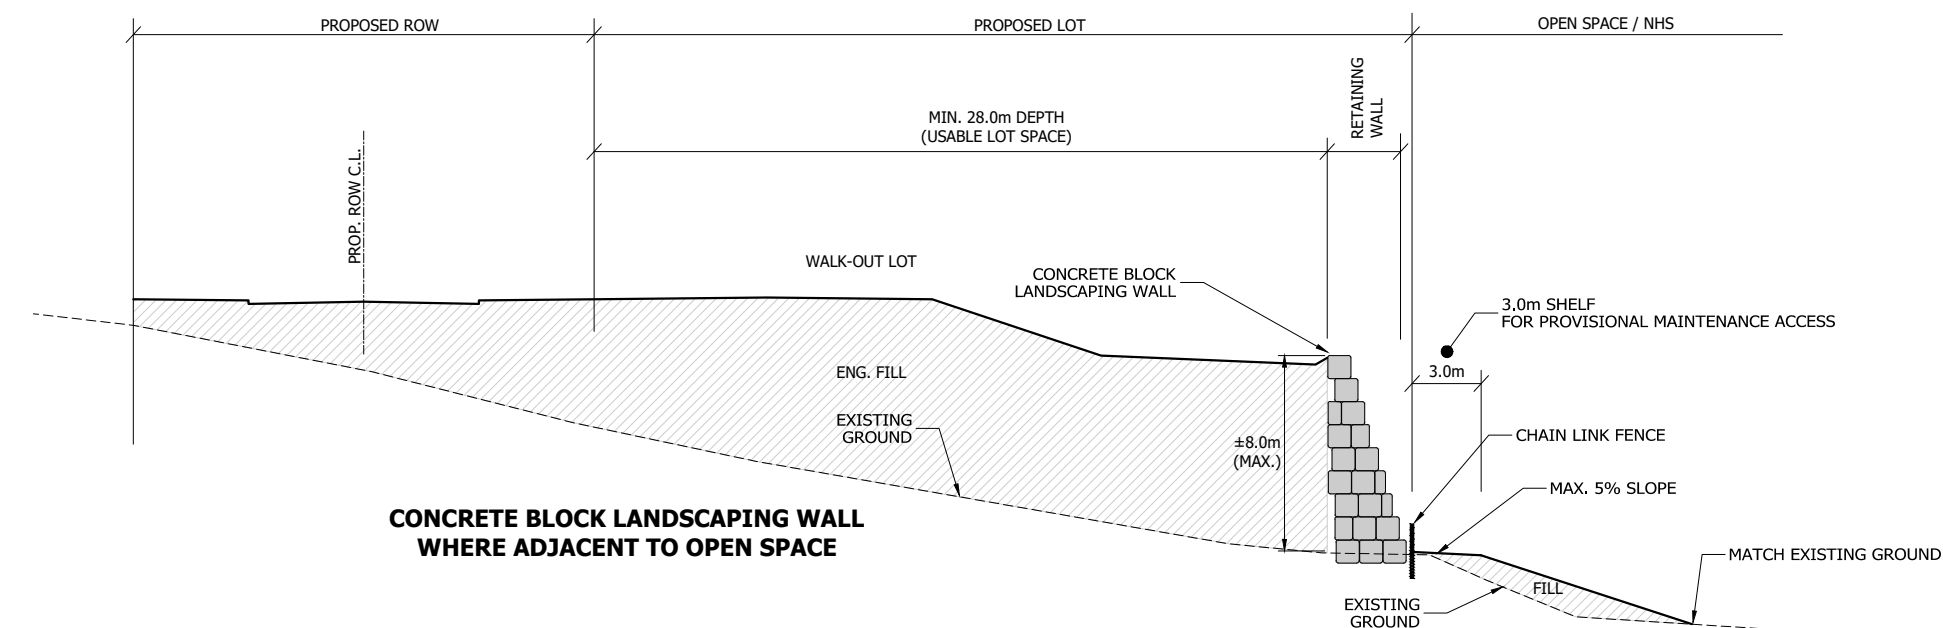 PROPOSED ROW
PROPOSED LOT
OPEN SPACE / NHS
RETAINING
WALL
MIN. 28.0m DEPTH
(USABLE LOT SPACE)
PROP. ROW C.L.
WALK-OUT LOT
CONCRETE BLOCK
LANDSCAPING WALL
3.0m SHELF
FOR PROVISIONAL MAINTENANCE ACCESS
3.0m
ENG. FILL
EXISTING
GROUND
±8.0m
(MAX.)
CHAIN LINK FENCE
MAX. 5% SLOPE
CONCRETE BLOCK LANDSCAPING WALL
WHERE ADJACENT TO OPEN SPACE
MATCH EXISTING GROUND
FILL
EXISTING
GROUND